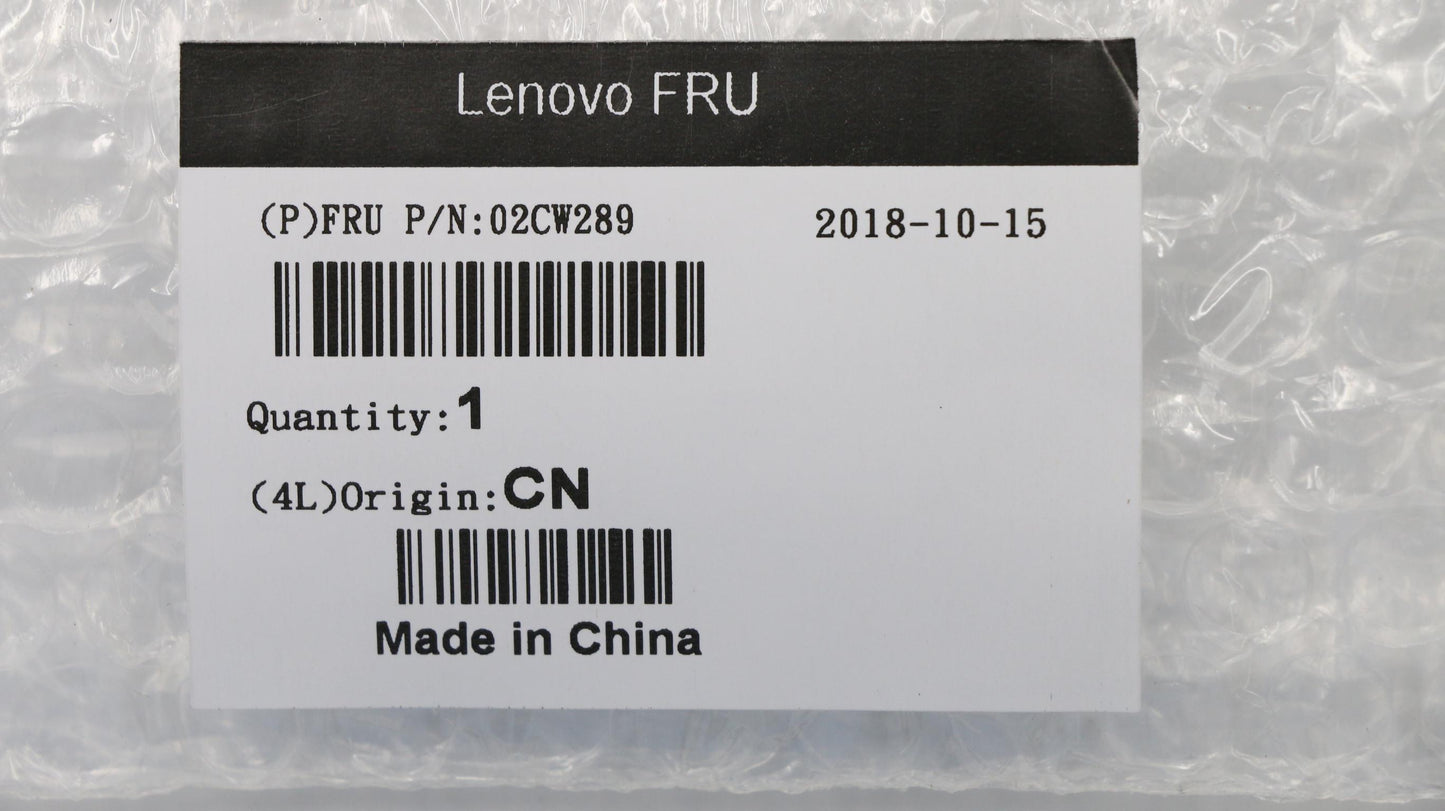 Lenovo FRU
(P)FRU P/N:02CW289 2018-10-15
Quantity:1
(4L)Origin:CN
Made in China